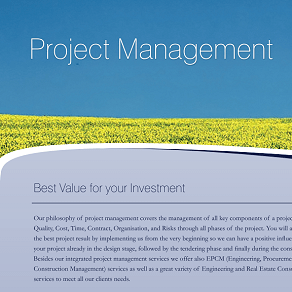 Project Management
Best Value for your Investment
Our philosophy of project management covers the management of all key components of a projec
Quality, Cost, Time, Contract, Organisation, and Risks through all phases of the project. You will a
the best project result by implementing us from the very beginning so we can have a positive influe
your project already in the design stage, followed by the tendering phase and finally during the cons
Besides our integrated project management services we offer also EPCM (Engineering, Procureme
Construction Management) services as well as a great variety of Engineering and Real Estate Cons
services to meet all our clients needs.